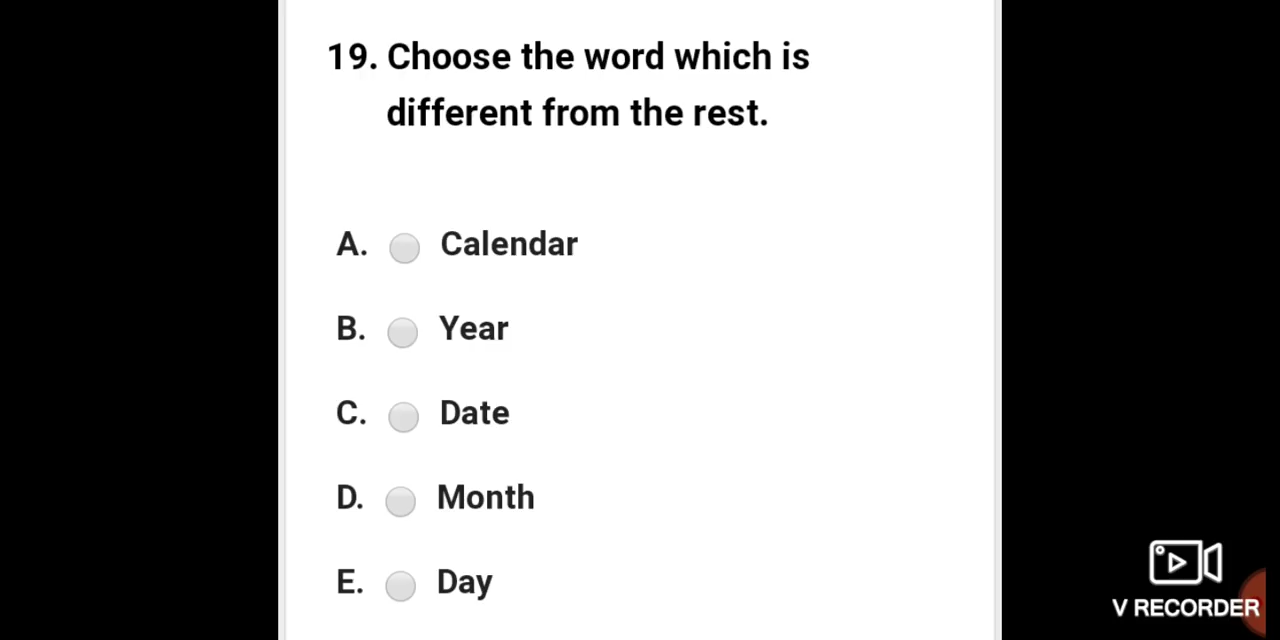 19. Choose the word which is
different from the rest.
A. Calendar
B. Year
C. Date
D. Month
E. Day
V RECORDER